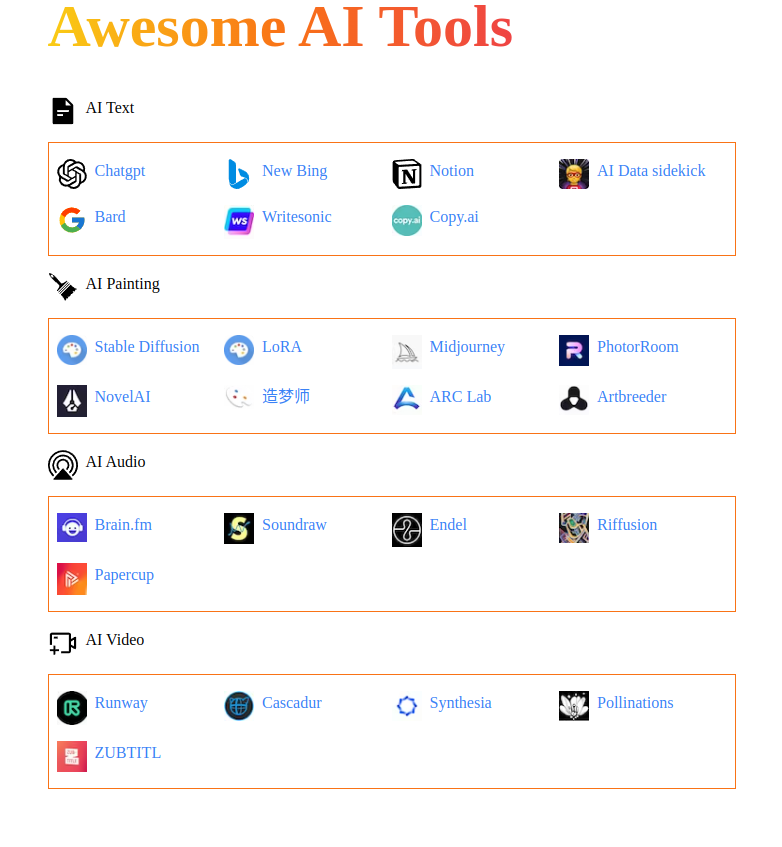 Awesome AI Tools
AI Text
Chatgpt New Bing Notion AI Data sidekick
Bard Writesonic Copy.ai
AI Painting
Stable Diffusion LoRA Midjourney PhotorRoom
NovelAI 造梦师 ARC Lab Artbreeder
AI Audio
Brain.fm Soundraw Endel Riffusion
Papercup
AI Video
Runway Cascadur Synthesia Pollinations
ZUBTITL